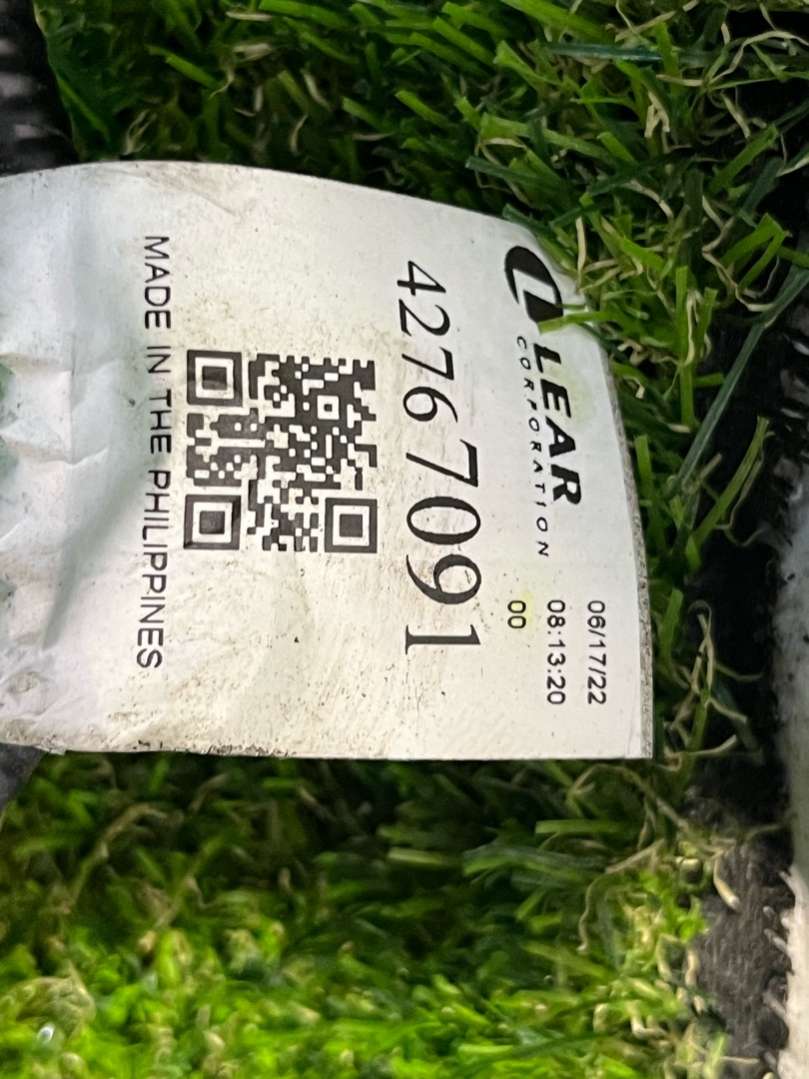 LEAR
CORPORATION
06/17/22
08:13:20
00
42767091
MADE IN THE PHILIPPINES